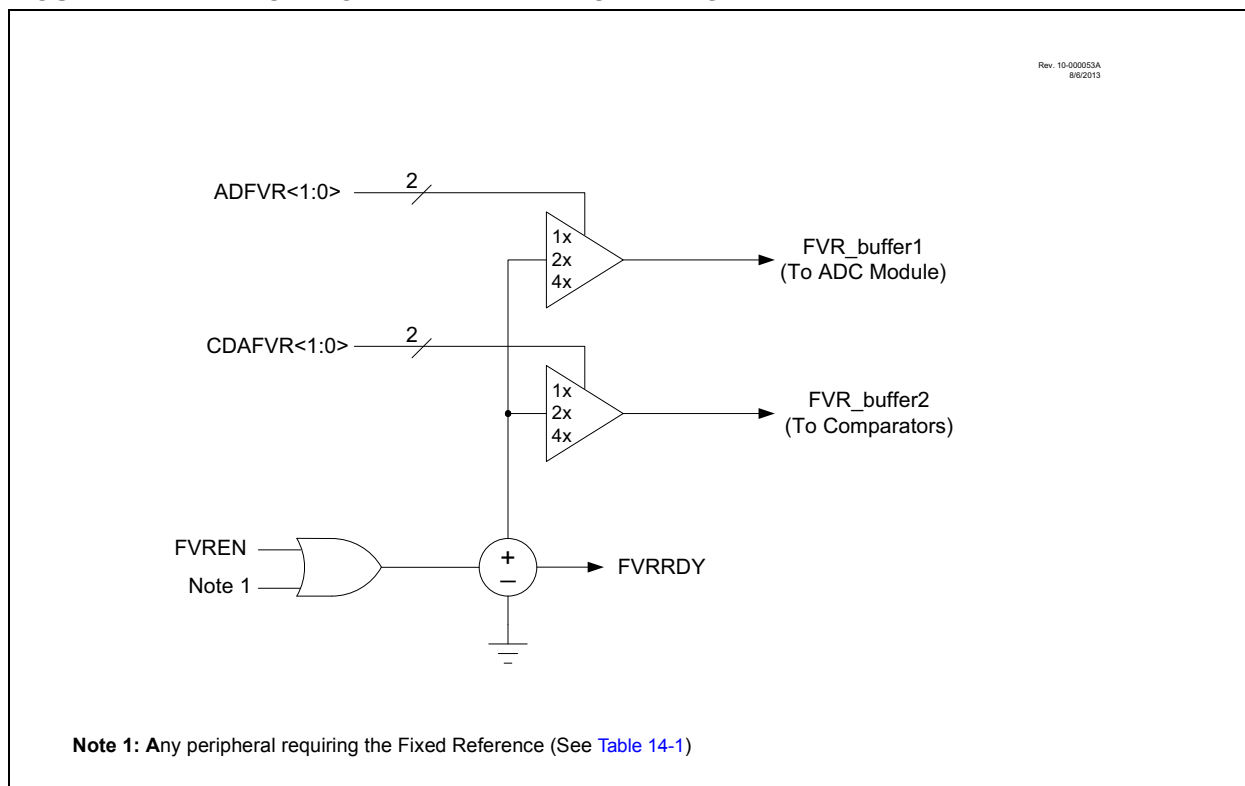 Rev. 10-000053A
8/6/2013
ADFVR<1:0>
2
1x
2x
4x
FVR_buffer1
(To ADC Module)
CDAFVR<1:0>
2
1x
2x
4x
FVR_buffer2
(To Comparators)
FVREN
Note 1
+
–
FVRRDY
Note 1: Any peripheral requiring the Fixed Reference (See Table 14-1)